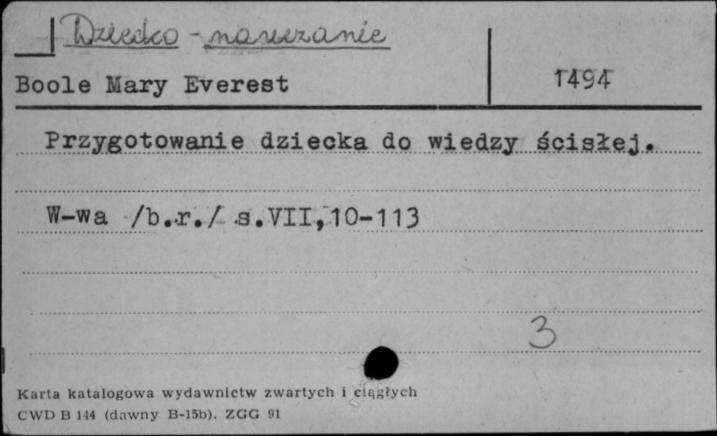 Dziecko - nauczanie
Boole Mary Everest 1494
Przygotowanie dziecka do wiedzy ścisłej.
W-wa /b.r./ s.VII,10-113
3
Karta katalogowa wydawnictw zwartych i ciągłych
CWD B 144 (dawny B-15b). ZGG 91